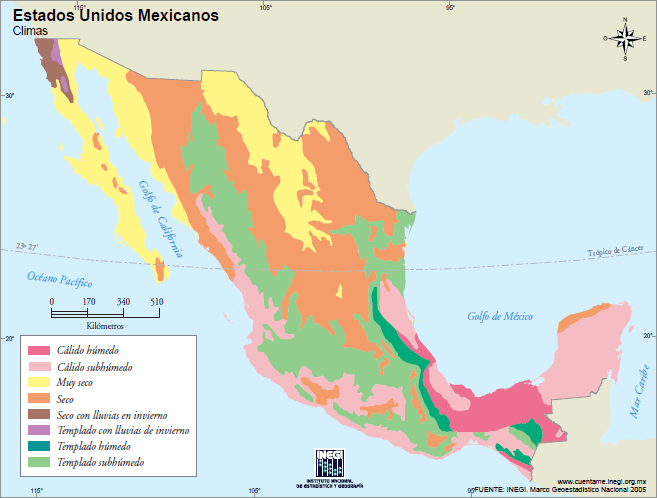 Estados Unidos Mexicanos
Climas
115°
105°
95°
N
O
E
S
30°
30°
Golfo de California
23° 27'
Trópico de Cáncer
Océano Pacífico
Golfo de México
0 170 340 510
Kilómetros
20°
20°
Mar Caribe
Cálido húmedo
Cálido subhúmedo
Muy seco
Seco
Seco con lluvias en invierno
Templado con lluvias de invierno
Templado húmedo
Templado subhúmedo
INEGI
INSTITUTO NACIONAL
DE ESTADÍSTICA Y GEOGRAFÍA
www.cuentame.inegi.org.mx
FUENTE: INEGI. Marco Geoestadístico Nacional 2005
115°
105°
95°